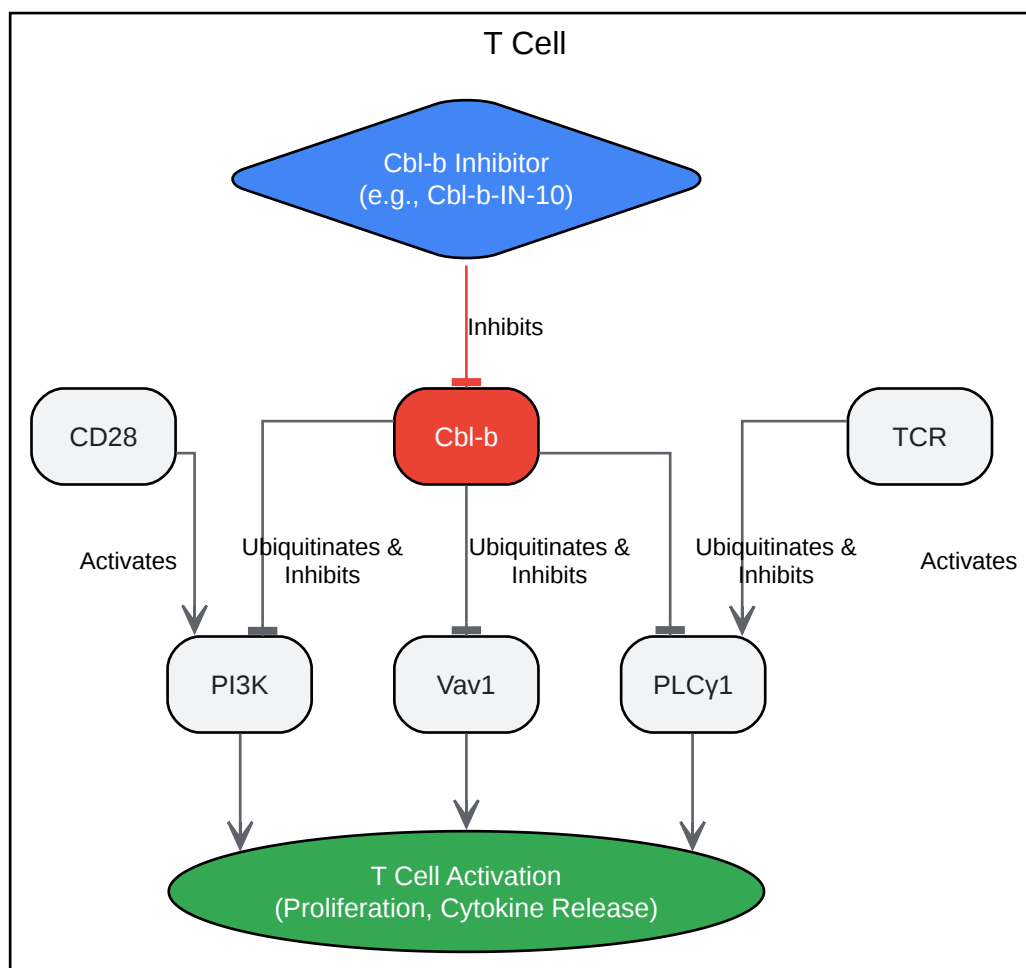 T Cell
Cbl-b Inhibitor
(e.g., Cbl-b-IN-10)
Inhibits
CD28
Cbl-b
TCR
Activates
Ubiquitinates &
Inhibits
Ubiquitinates &
Inhibits
Ubiquitinates &
Inhibits
Activates
PI3K
Vav1
PLCγ1
T Cell Activation
(Proliferation, Cytokine Release)